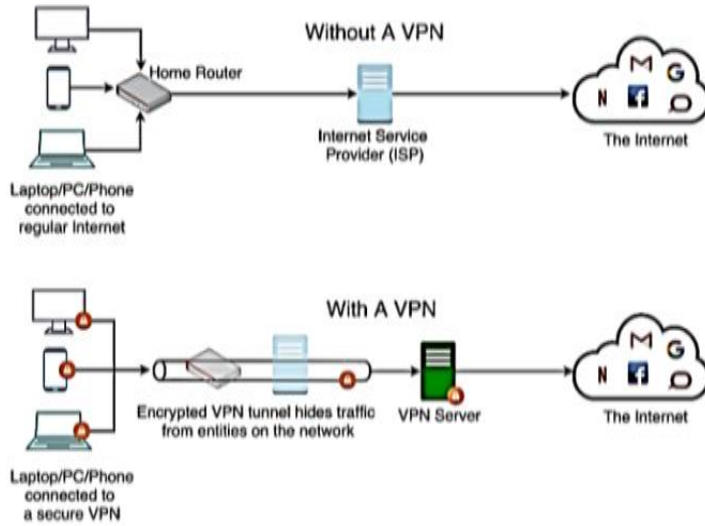 Without A VPN
Home Router
Internet Service
Provider (ISP)
M
G
N
f
The Internet
Laptop/PC/Phone
connected to
regular Internet
With A VPN
M
G
N
f
Encrypted VPN tunnel hides traffic
from entities on the network
VPN Server
The Internet
Laptop/PC/Phone
connected to
a secure VPN